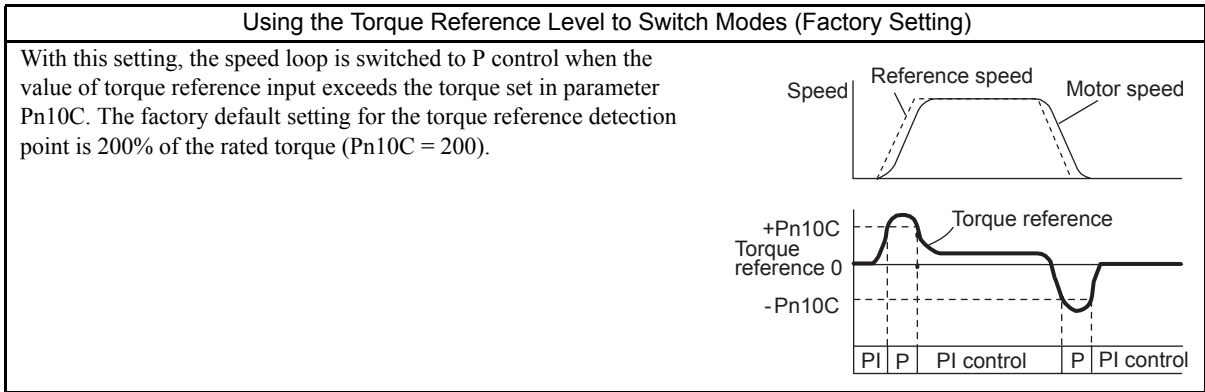 Using the Torque Reference Level to Switch Modes (Factory Setting)
With this setting, the speed loop is switched to P control when the
value of torque reference input exceeds the torque set in parameter
Pn10C. The factory default setting for the torque reference detection
point is 200% of the rated torque (Pn10C = 200).
Speed
Reference speed
Motor speed
+Pn10C
Torque
reference 0
-Pn10C
Torque reference
PI P PI control P PI control